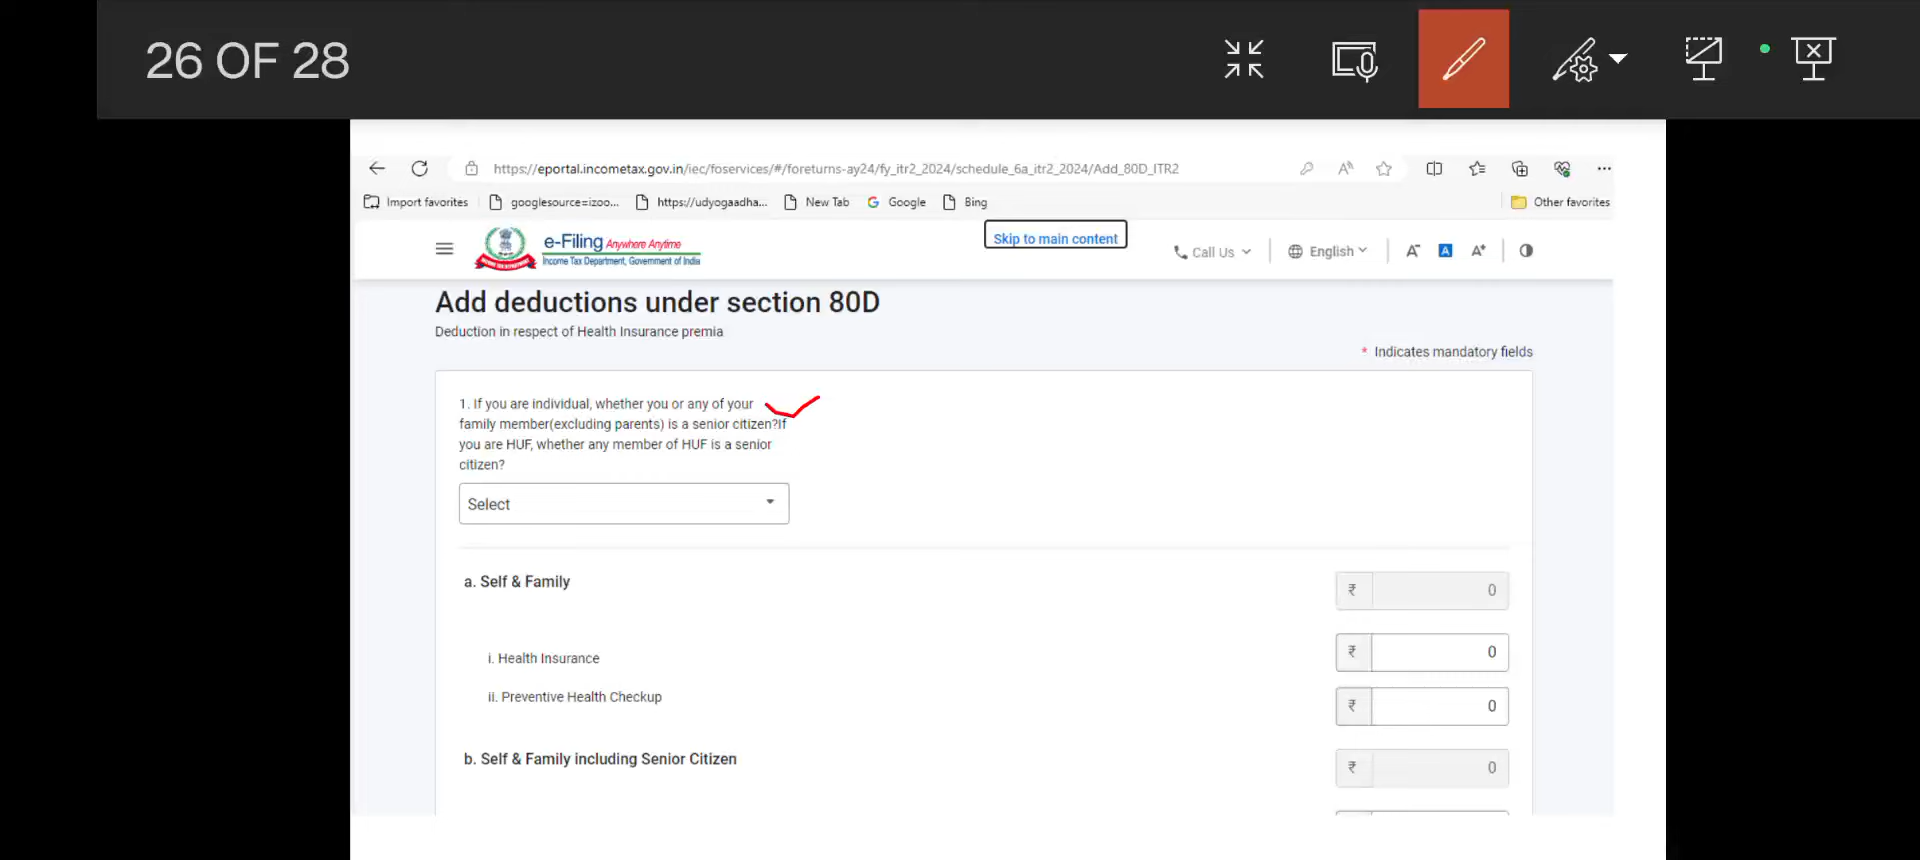 26 OF 28
https://eportal.incometax.gov.in/iec/foservices/#/foreturns-ay24/fy_itr2_2024/schedule_6a_itr2_2024/Add_80D_ITR2
Import favorites googlesource=izoo... https://udyogaadha... New Tab Google Bing Other favorites
e-Filing Anywhere Anytime
Income Tax Department, Government of India
Skip to main content
Call Us English A- A A+
Add deductions under section 80D
Deduction in respect of Health Insurance premia
* Indicates mandatory fields
1. If you are individual, whether you or any of your
family member(excluding parents) is a senior citizen?If
you are HUF, whether any member of HUF is a senior
citizen?
Select
a. Self & Family ₹ 0
i. Health Insurance ₹ 0
ii. Preventive Health Checkup ₹ 0
b. Self & Family including Senior Citizen ₹ 0